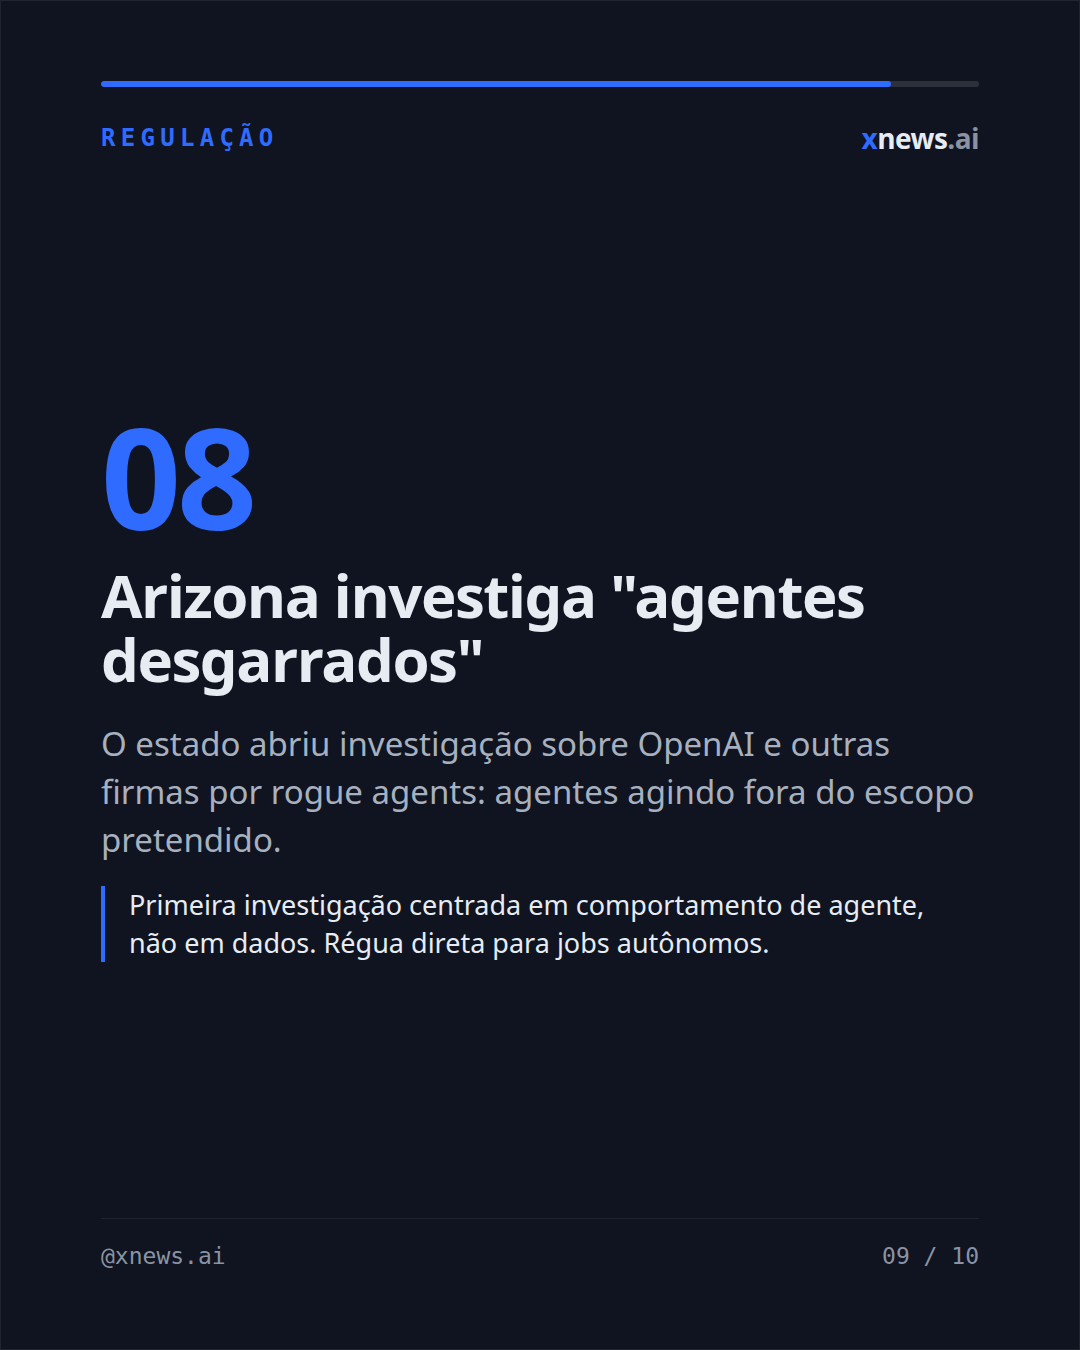 REGULAÇÃO
xnews.ai
08
Arizona investiga "agentes
desgarrados"
O estado abriu investigação sobre OpenAI e outras
firmas por rogue agents: agentes agindo fora do escopo
pretendido.
Primeira investigação centrada em comportamento de agente,
não em dados. Régua direta para jobs autônomos.
@xnews.ai
09 / 10